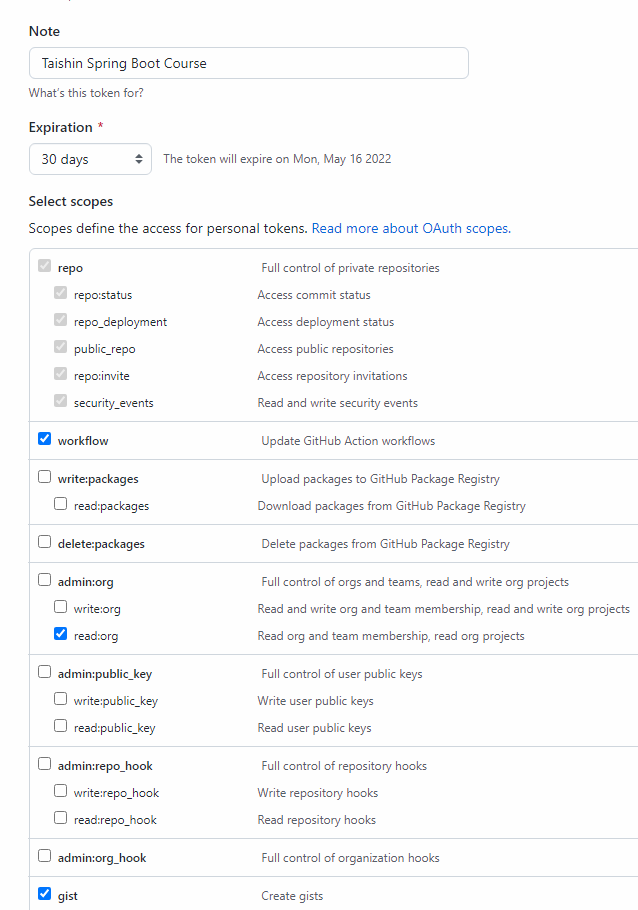 Note
Taishin Spring Boot Course
What's this token for?
Expiration *
30 days The token will expire on Mon, May 16 2022
Select scopes
Scopes define the access for personal tokens. Read more about OAuth scopes.
repo Full control of private repositories
repo:status Access commit status
repo_deployment Access deployment status
public_repo Access public repositories
repo:invite Access repository invitations
security_events Read and write security events
workflow Update GitHub Action workflows
write:packages Upload packages to GitHub Package Registry
read:packages Download packages from GitHub Package Registry
delete:packages Delete packages from GitHub Package Registry
admin:org Full control of orgs and teams, read and write org projects
write:org Read and write org and team membership, read and write org projects
read:org Read org and team membership, read org projects
admin:public_key Full control of user public keys
write:public_key Write user public keys
read:public_key Read user public keys
admin:repo_hook Full control of repository hooks
write:repo_hook Write repository hooks
read:repo_hook Read repository hooks
admin:org_hook Full control of organization hooks
gist Create gists